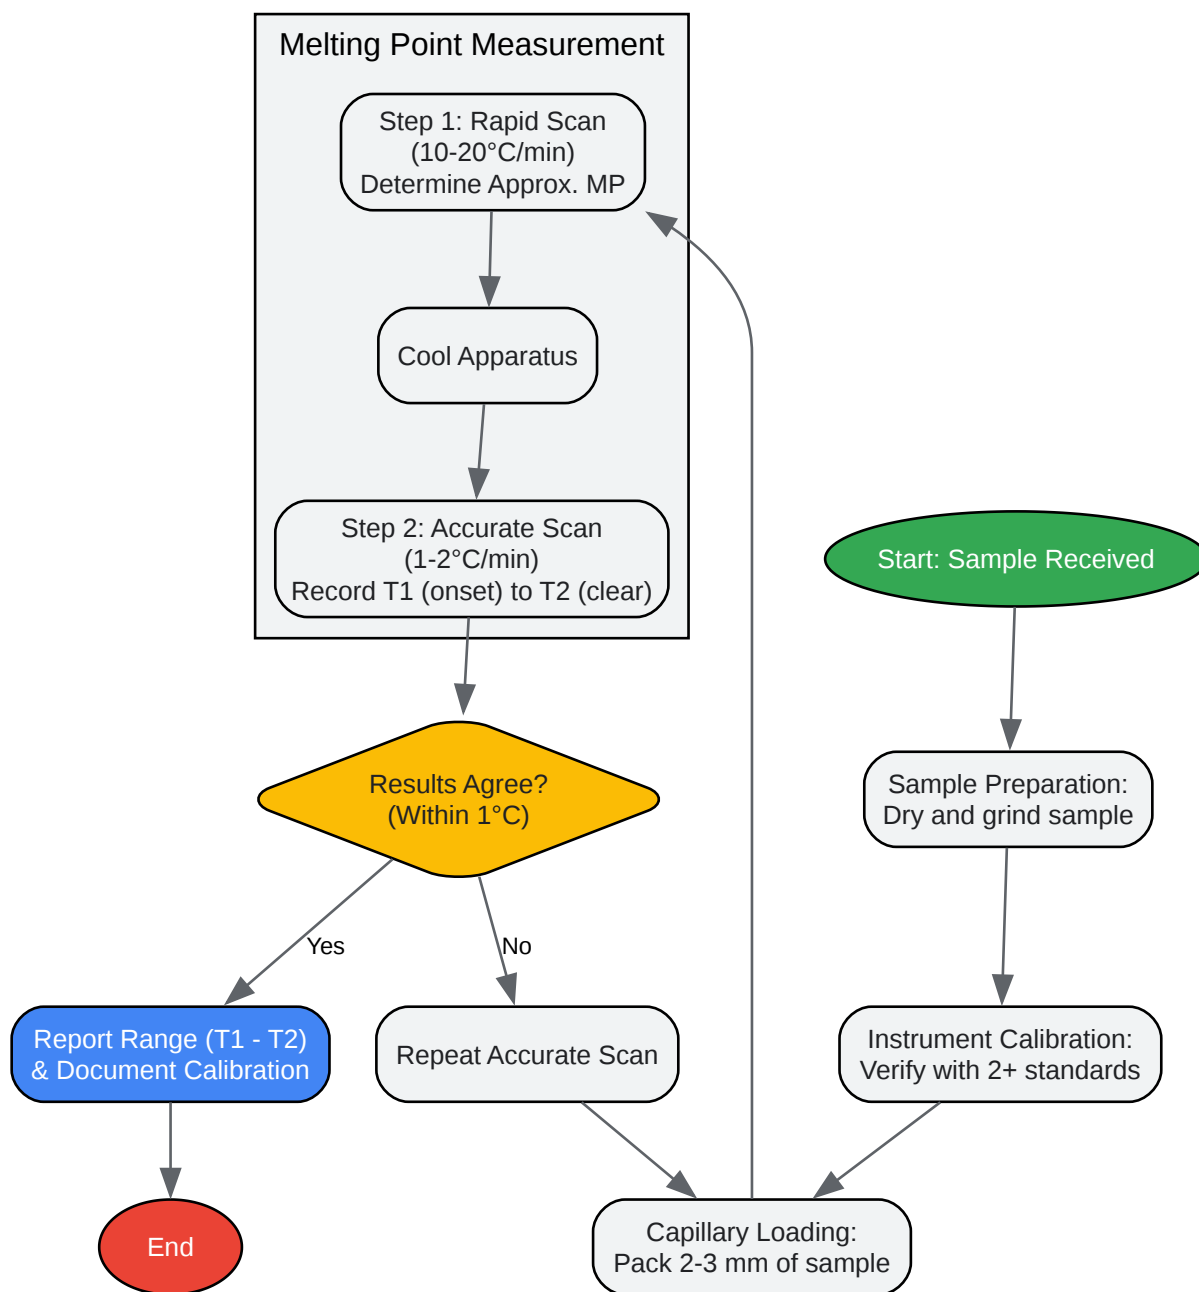 Melting Point Measurement
Step 1: Rapid Scan
(10-20°C/min)
Determine Approx. MP
Cool Apparatus
Step 2: Accurate Scan
(1-2°C/min)
Record T1 (onset) to T2 (clear)
Start: Sample Received
Results Agree?
(Within 1°C)
Sample Preparation:
Dry and grind sample
Yes
No
Report Range (T1 - T2)
& Document Calibration
Repeat Accurate Scan
Instrument Calibration:
Verify with 2+ standards
End
Capillary Loading:
Pack 2-3 mm of sample